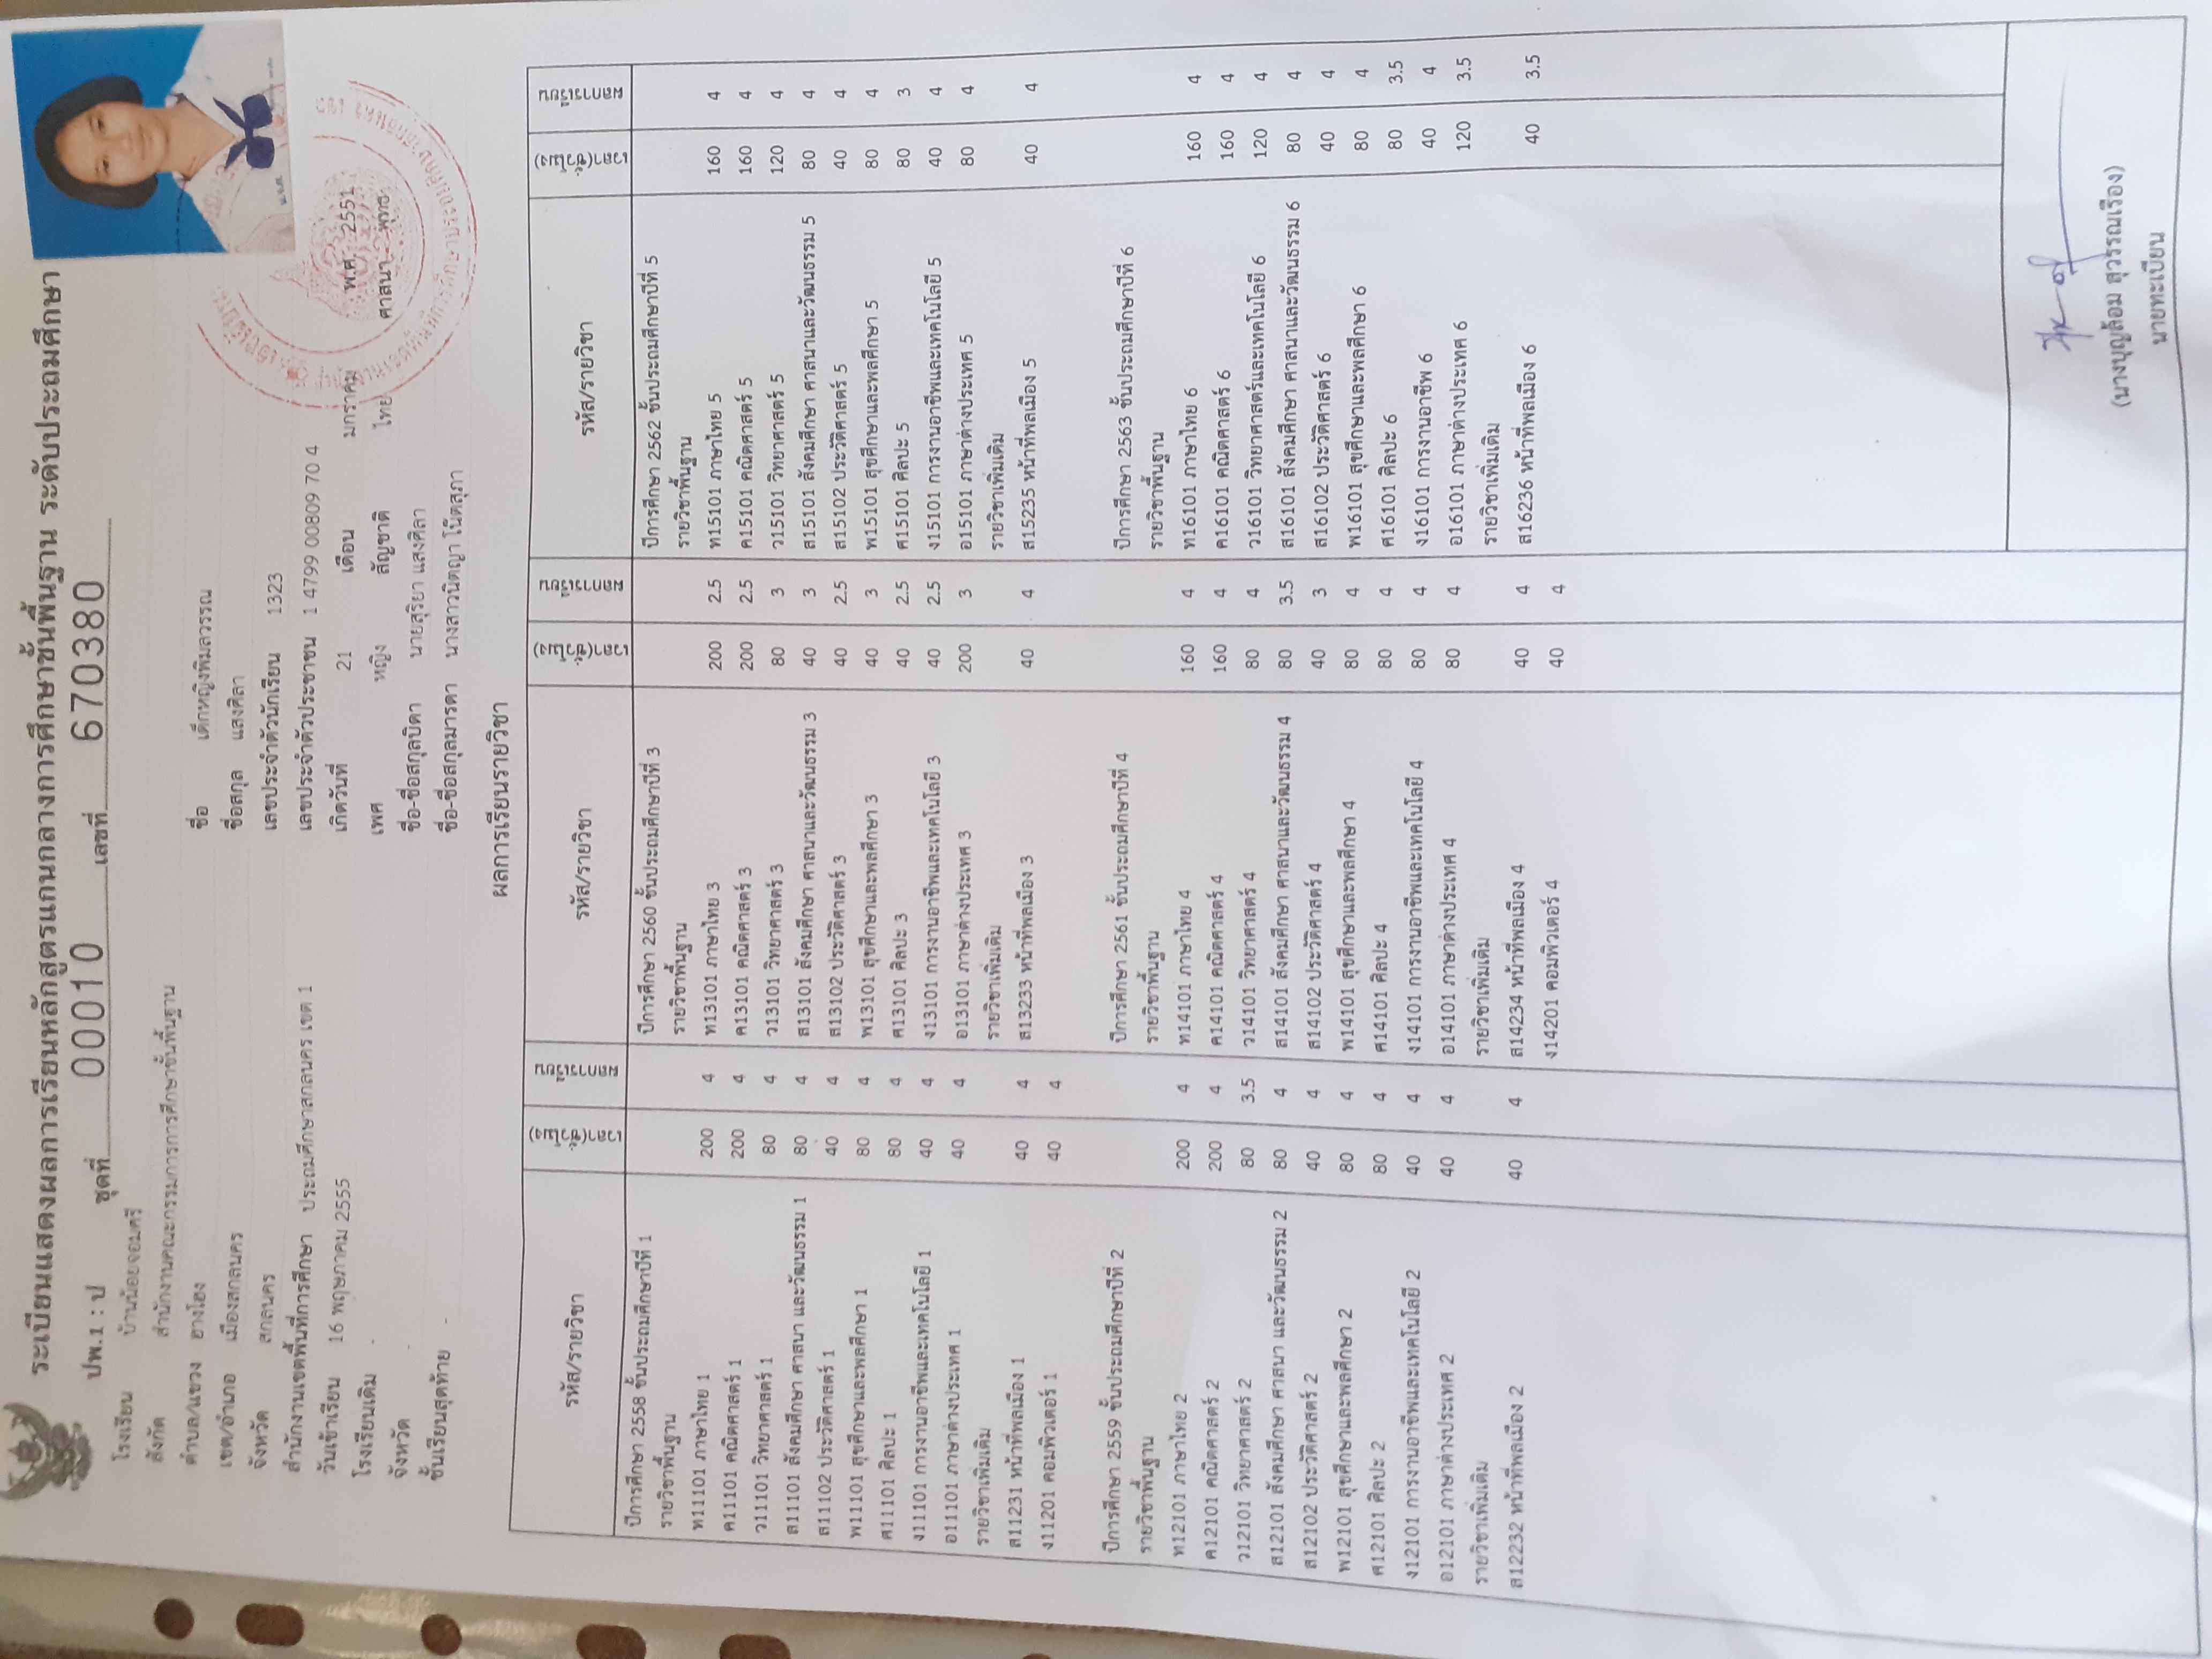 ระเบียนแสดงผลการเรียนหลักสูตรแกนกลางการศึกษาขั้นพื้นฐาน ระดับประถมศึกษา
ปพ.1 : ป ชุดที่ 00010 เลขที่ 670380
โรงเรียน บ้านน้อยจอมศรี
สังกัด สำนักงานคณะกรรมการการศึกษาขั้นพื้นฐาน
ตำบล/แขวง ฮางโฮง
เขต/อำเภอ เมืองสกลนคร
จังหวัด สกลนคร
สำนักงานเขตพื้นที่การศึกษา ประถมศึกษาสกลนคร เขต 1
วันเข้าเรียน 16 พฤษภาคม 2555
โรงเรียนเดิม -
จังหวัด -
ชั้นเรียนสุดท้าย -
ชื่อ เด็กหญิงพิมลวรรณ
ชื่อสกุล แสงศิลา
เลขประจำตัวนักเรียน 1323
เลขประจำตัวประชาชน 1 4799 00809 70 4
เกิดวันที่ 21 เดือน มกราคม พ.ศ. 2551
เพศ หญิง สัญชาติ ไทย ศาสนา พุทธ
ชื่อ-ชื่อสกุลบิดา นายสุริยา แสงศิลา
ชื่อ-ชื่อสกุลมารดา นางสาวนิตญา โน๊ตสุภา
ผลการเรียนรายวิชา
รหัส/รายวิชา เวลา(ชั่วโมง) ผลการเรียน
ปีการศึกษา 2558 ชั้นประถมศึกษาปีที่ 1
รายวิชาพื้นฐาน
ท11101 ภาษาไทย 1 200 4
ค11101 คณิตศาสตร์ 1 200 4
ว11101 วิทยาศาสตร์ 1 80 4
ส11101 สังคมศึกษา ศาสนา และวัฒนธรรม 1 80 4
ส11102 ประวัติศาสตร์ 1 40 4
พ11101 สุขศึกษาและพลศึกษา 1 80 4
ศ11101 ศิลปะ 1 80 4
ง11101 การงานอาชีพและเทคโนโลยี 1 40 4
อ11101 ภาษาต่างประเทศ 1 40 4
รายวิชาเพิ่มเติม
ส11231 หน้าที่พลเมือง 1 40 4
ง11201 คอมพิวเตอร์ 1 40 4
ปีการศึกษา 2559 ชั้นประถมศึกษาปีที่ 2
รายวิชาพื้นฐาน
ท12101 ภาษาไทย 2 200 4
ค12101 คณิตศาสตร์ 2 200 4
ว12101 วิทยาศาสตร์ 2 80 3.5
ส12101 สังคมศึกษา ศาสนา และวัฒนธรรม 2 80 4
ส12102 ประวัติศาสตร์ 2 40 4
พ12101 สุขศึกษาและพลศึกษา 2 80 4
ศ12101 ศิลปะ 2 80 4
ง12101 การงานอาชีพและเทคโนโลยี 2 40 4
อ12101 ภาษาต่างประเทศ 2 40 4
รายวิชาเพิ่มเติม
ส12232 หน้าที่พลเมือง 2 40 4
รหัส/รายวิชา เวลา(ชั่วโมง) ผลการเรียน
ปีการศึกษา 2560 ชั้นประถมศึกษาปีที่ 3
รายวิชาพื้นฐาน
ท13101 ภาษาไทย 3 200 2.5
ค13101 คณิตศาสตร์ 3 200 2.5
ว13101 วิทยาศาสตร์ 3 80 3
ส13101 สังคมศึกษา ศาสนาและวัฒนธรรม 3 40 3
ส13102 ประวัติศาสตร์ 3 40 2.5
พ13101 สุขศึกษาและพลศึกษา 3 40 3
ศ13101 ศิลปะ 3 40 2.5
ง13101 การงานอาชีพและเทคโนโลยี 3 40 2.5
อ13101 ภาษาต่างประเทศ 3 200 3
รายวิชาเพิ่มเติม
ส13233 หน้าที่พลเมือง 3 40 4
ปีการศึกษา 2561 ชั้นประถมศึกษาปีที่ 4
รายวิชาพื้นฐาน
ท14101 ภาษาไทย 4 160 4
ค14101 คณิตศาสตร์ 4 160 4
ว14101 วิทยาศาสตร์ 4 80 4
ส14101 สังคมศึกษา ศาสนาและวัฒนธรรม 4 80 3.5
ส14102 ประวัติศาสตร์ 4 40 3
พ14101 สุขศึกษาและพลศึกษา 4 80 4
ศ14101 ศิลปะ 4 80 4
ง14101 การงานอาชีพและเทคโนโลยี 4 80 4
อ14101 ภาษาต่างประเทศ 4 80 4
รายวิชาเพิ่มเติม
ส14234 หน้าที่พลเมือง 4 40 4
ง14201 คอมพิวเตอร์ 4 40 4
รหัส/รายวิชา เวลา(ชั่วโมง) ผลการเรียน
ปีการศึกษา 2562 ชั้นประถมศึกษาปีที่ 5
รายวิชาพื้นฐาน
ท15101 ภาษาไทย 5 160 4
ค15101 คณิตศาสตร์ 5 160 4
ว15101 วิทยาศาสตร์ 5 120 4
ส15101 สังคมศึกษา ศาสนาและวัฒนธรรม 5 80 4
ส15102 ประวัติศาสตร์ 5 40 4
พ15101 สุขศึกษาและพลศึกษา 5 80 4
ศ15101 ศิลปะ 5 80 3
ง15101 การงานอาชีพและเทคโนโลยี 5 40 4
อ15101 ภาษาต่างประเทศ 5 80 4
รายวิชาเพิ่มเติม
ส15235 หน้าที่พลเมือง 5 40 4
ปีการศึกษา 2563 ชั้นประถมศึกษาปีที่ 6
รายวิชาพื้นฐาน
ท16101 ภาษาไทย 6 160 4
ค16101 คณิตศาสตร์ 6 160 4
ว16101 วิทยาศาสตร์และเทคโนโลยี 6 120 4
ส16101 สังคมศึกษา ศาสนาและวัฒนธรรม 6 80 4
ส16102 ประวัติศาสตร์ 6 40 4
พ16101 สุขศึกษาและพลศึกษา 6 80 4
ศ16101 ศิลปะ 6 80 3.5
ง16101 การงานอาชีพ 6 40 4
อ16101 ภาษาต่างประเทศ 6 120 3.5
รายวิชาเพิ่มเติม
ส16236 หน้าที่พลเมือง 6 40 3.5
(นางบุญล้อม สุวรรณเรือง)
นายทะเบียน